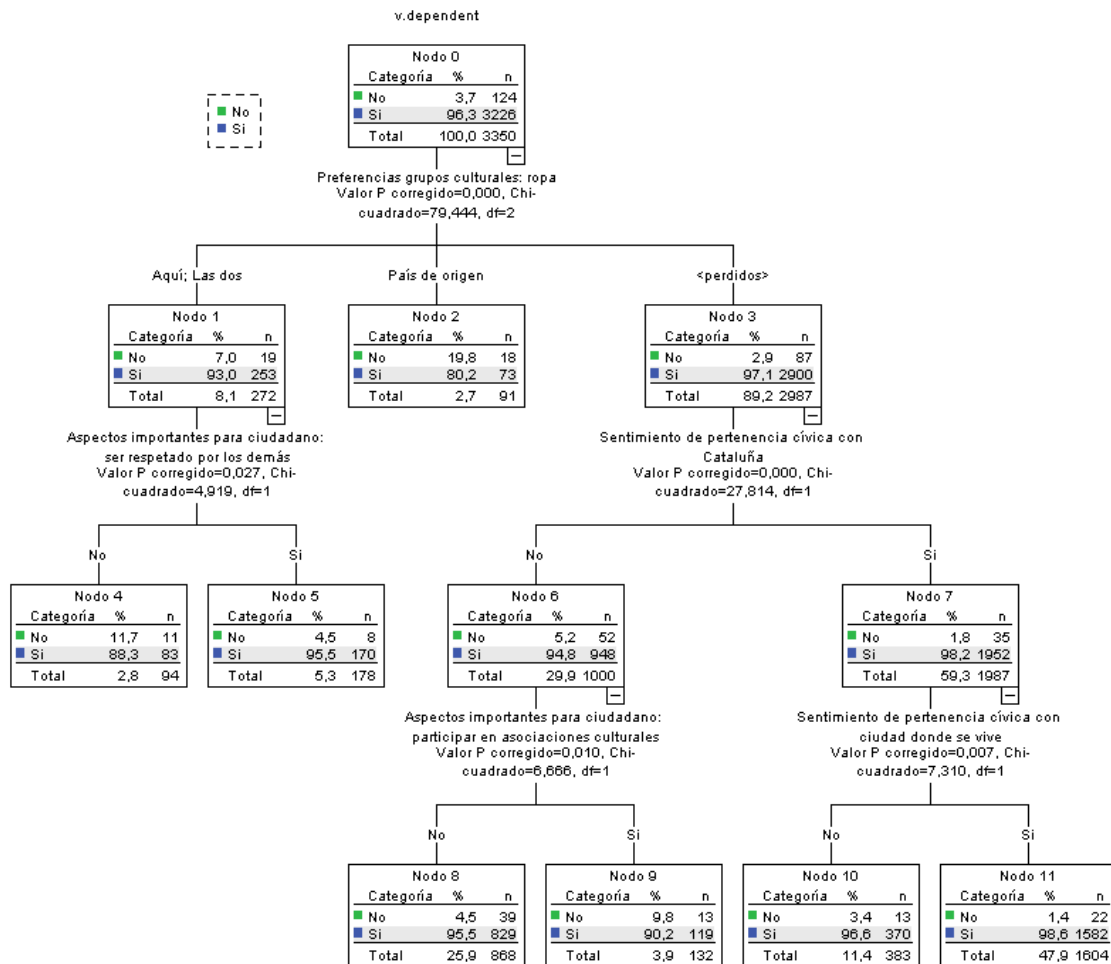 v.dependent
No
Si
Nodo 0
Categoría % n
No 3,7 124
Si 96,3 3226
Total 100,0 3350
Preferencias grupos culturales: ropa
Valor P corregido=0,000, Chi-
cuadrado=79,444, df=2
Aquí; Las dos
País de origen
<perdidos>
Nodo 1
Categoría % n
No 7,0 19
Si 93,0 253
Total 8,1 272
Nodo 2
Categoría % n
No 19,8 18
Si 80,2 73
Total 2,7 91
Nodo 3
Categoría % n
No 2,9 87
Si 97,1 2900
Total 89,2 2987
Aspectos importantes para ciudadano:
ser respetado por los demás
Valor P corregido=0,027, Chi-
cuadrado=4,919, df=1
Sentimiento de pertenencia cívica con
Cataluña
Valor P corregido=0,000, Chi-
cuadrado=27,814, df=1
No
Si
No
Si
Nodo 4
Categoría % n
No 11,7 11
Si 88,3 83
Total 2,8 94
Nodo 5
Categoría % n
No 4,5 8
Si 95,5 170
Total 5,3 178
Nodo 6
Categoría % n
No 5,2 52
Si 94,8 948
Total 29,9 1000
Nodo 7
Categoría % n
No 1,8 35
Si 98,2 1952
Total 59,3 1987
Aspectos importantes para ciudadano:
participar en asociaciones culturales
Valor P corregido=0,010, Chi-
cuadrado=6,666, df=1
Sentimiento de pertenencia cívica con
ciudad donde se vive
Valor P corregido=0,007, Chi-
cuadrado=7,310, df=1
No
Si
No
Si
Nodo 8
Categoría % n
No 4,5 39
Si 95,5 829
Total 25,9 868
Nodo 9
Categoría % n
No 9,8 13
Si 90,2 119
Total 3,9 132
Nodo 10
Categoría % n
No 3,4 13
Si 96,6 370
Total 11,4 383
Nodo 11
Categoría % n
No 1,4 22
Si 98,6 1582
Total 47,9 1604